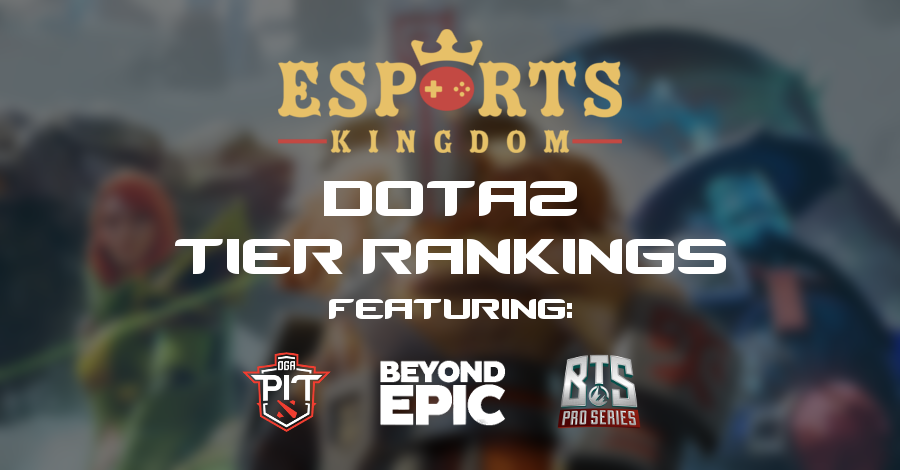 ESPORTS
KINGDOM
DOTA2
TIER RANKINGS
FEATURING:
OGA
PIT
BEYOND
EPIC
BTS
PRO SERIES